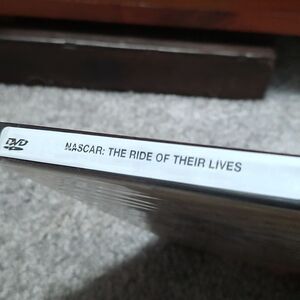 DVD
NASCAR: THE RIDE OF THEIR LIVES